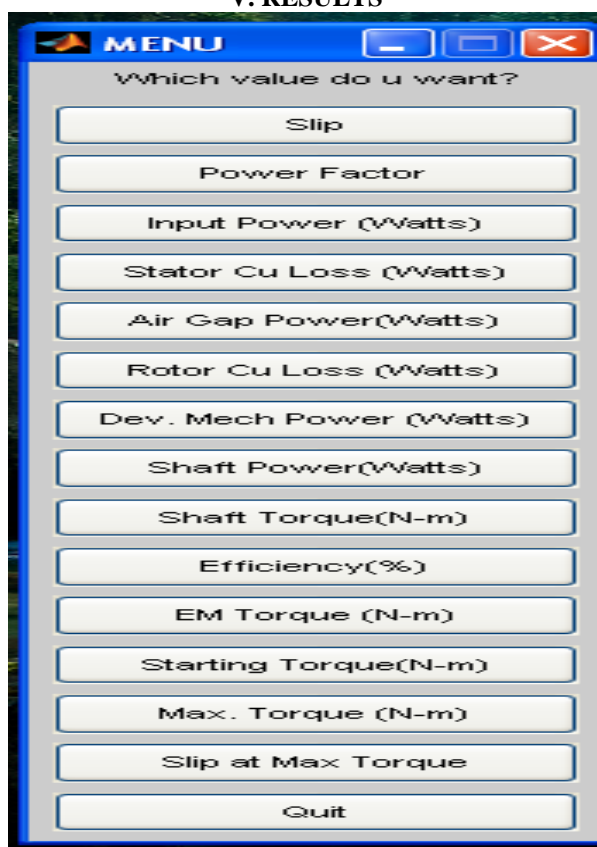 V. RESULTS
MENU
Which value do u want?
Slip
Power Factor
Input Power (Watts)
Stator Cu Loss (Watts)
Air Gap Power(Watts)
Rotor Cu Loss (Watts)
Dev. Mech Power (Watts)
Shaft Power(Watts)
Shaft Torque(N-m)
Efficiency(%)
EM Torque (N-m)
Starting Torque(N-m)
Max. Torque (N-m)
Slip at Max Torque
Quit